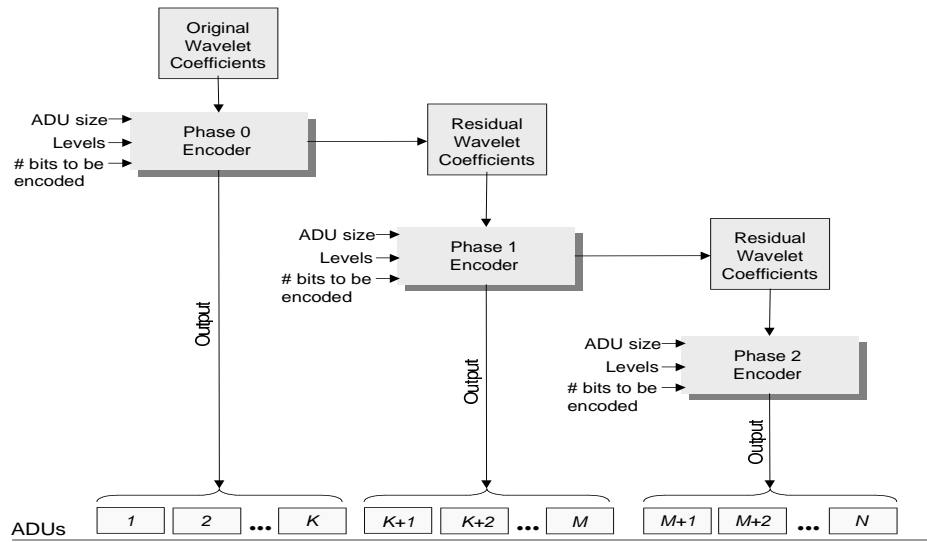 Original
Wavelet
Coefficients
ADU size
Levels
# bits to be
encoded
Phase 0
Encoder
Residual
Wavelet
Coefficients
ADU size
Levels
# bits to be
encoded
Phase 1
Encoder
Residual
Wavelet
Coefficients
ADU size
Levels
# bits to be
encoded
Phase 2
Encoder
Output
Output
Output
ADUs 1 2 ... K K+1 K+2 ... M M+1 M+2 ... N